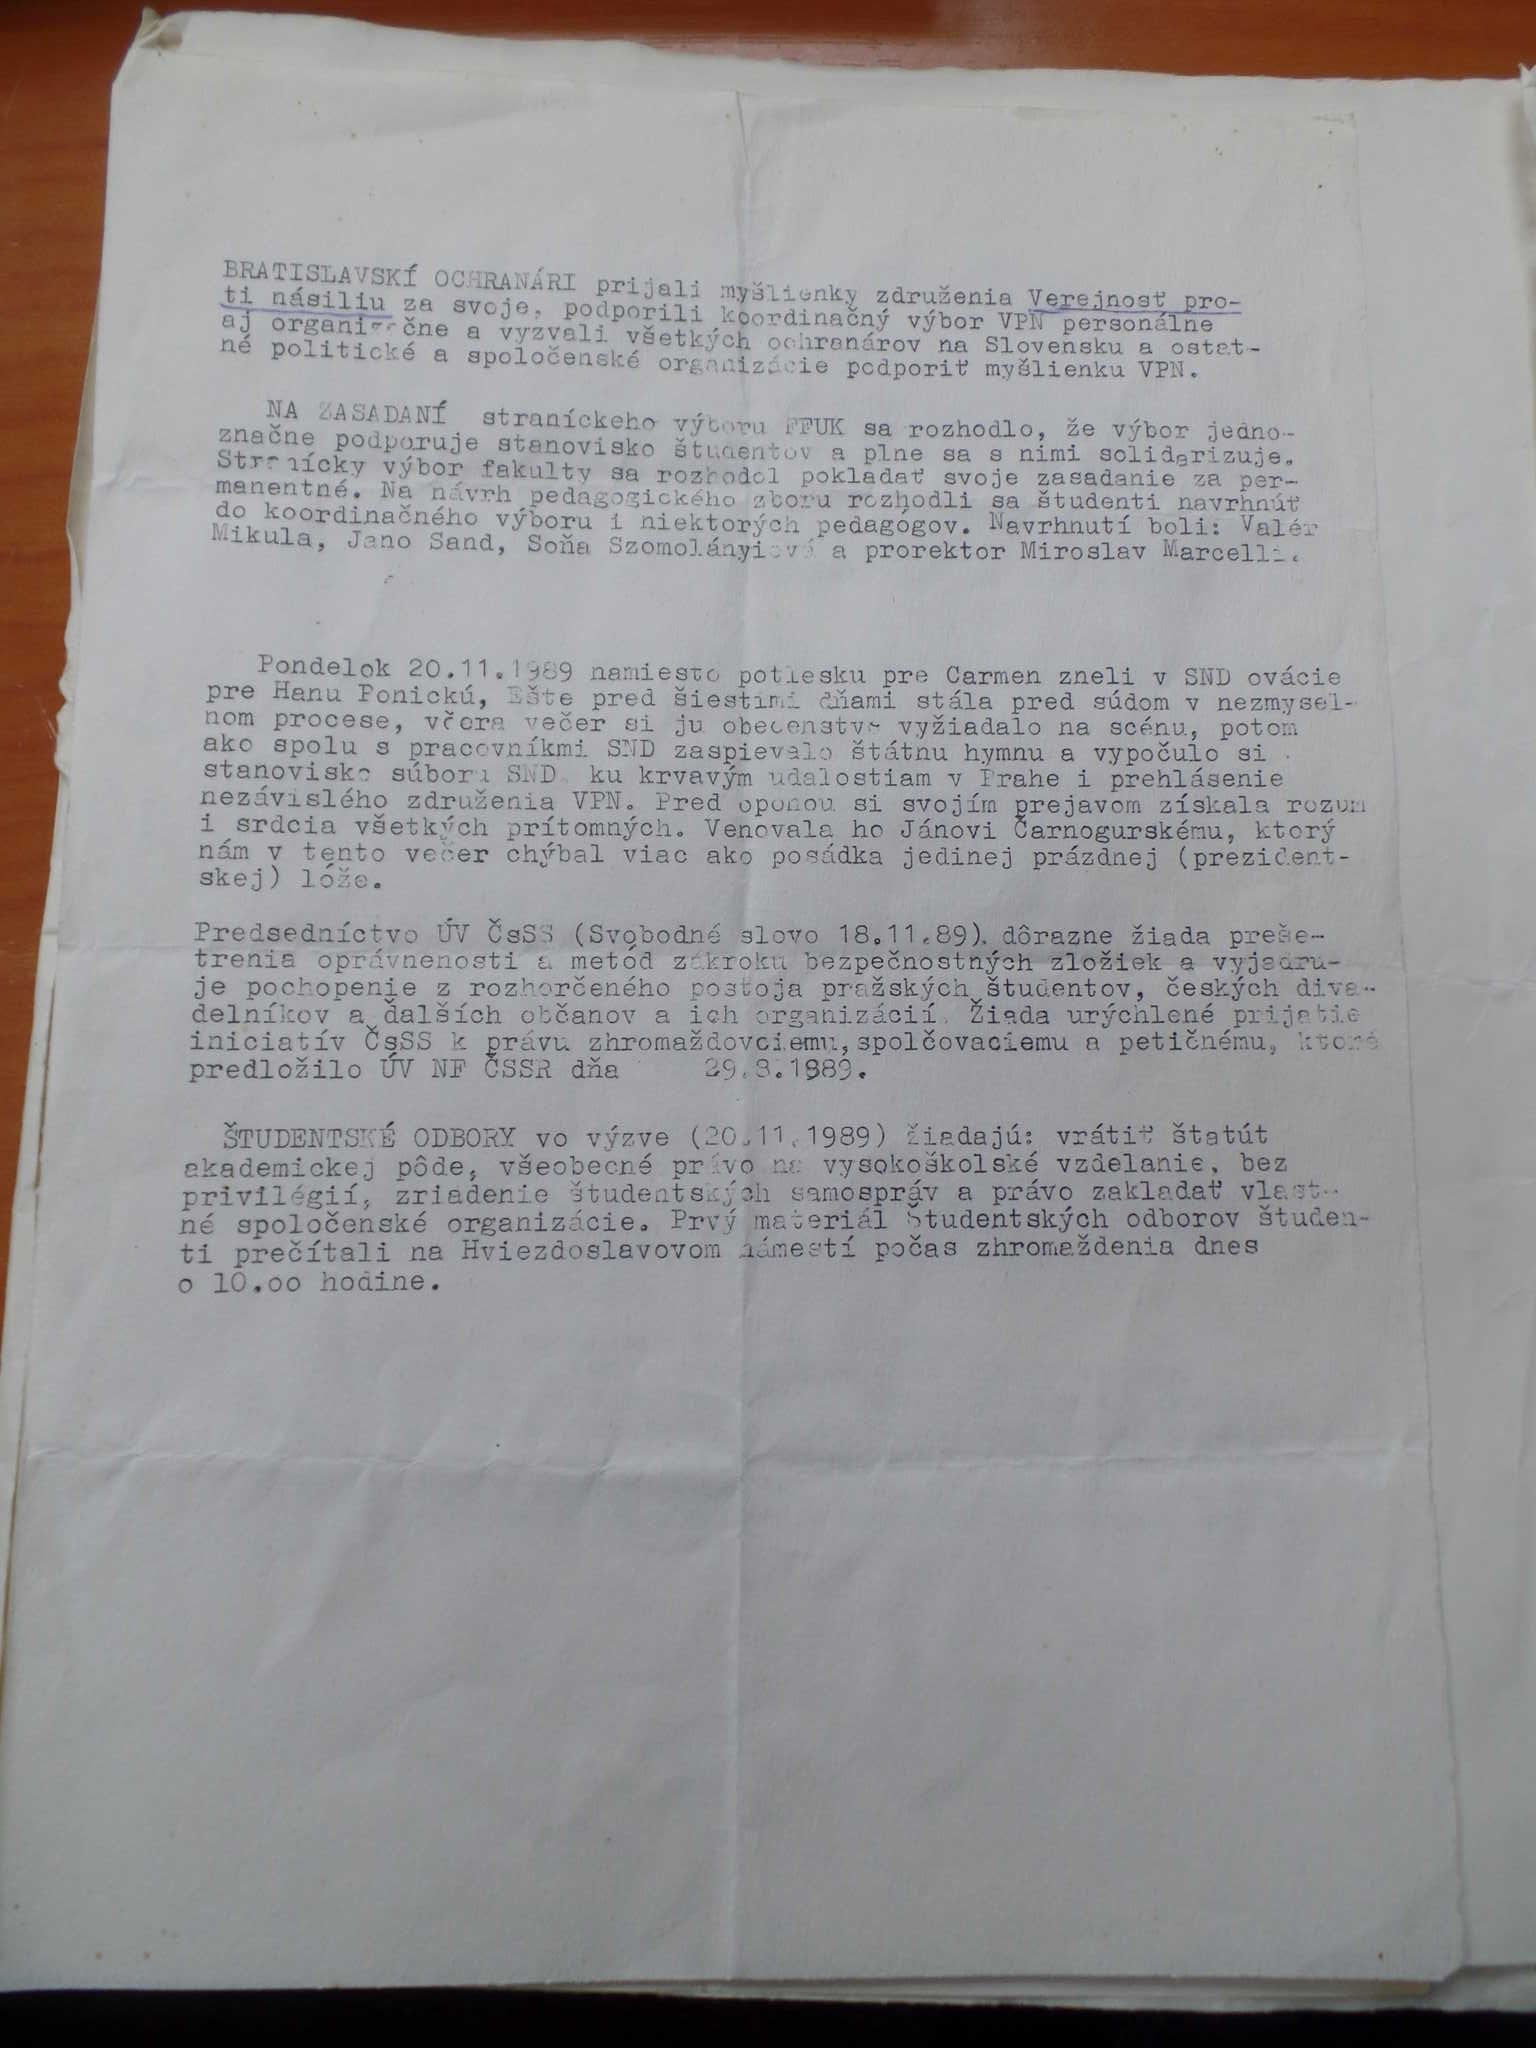 BRATISLAVSKÍ OCHRANÁRI prijali myšlienky združenia Verejnosť pro-
ti násiliu za svoje, podporili koordinačný výbor VPN personálne
aj organizačne a vyzvali všetkých ochranárov na Slovensku a ostat-
né politické a spoločenské organizácie podporiť myšlienku VPN.
NA ZASADANÍ straníckeho výboru FFUK sa rozhodlo, že výbor jedno-
značne podporuje stanovisko študentov a plne sa s nimi solidarizuje.
Stranícky výbor fakulty sa rozhodol pokladať svoje zasadanie za per-
manentné. Na návrh pedagogického zboru rozhodli sa študenti navrhnúť
do koordinačného výboru i niektorých pedagógov. Navrhnutí boli: Valér
Mikula, Jano Sand, Soňa Szomolányiová a prorektor Miroslav Marcelli.
Pondelok 20.11.1989 namiesto potlesku pre Carmen zneli v SND ovácie
pre Hanu Ponickú, Ešte pred šiestimi dňami stála pred súdom v nezmysel-
nom procese, včera večer si ju obecenstvo vyžiadalo na scénu, potom
ako spolu s pracovníkmi SND zaspievalo štátnu hymnu a vypočulo si
stanovisko súboru SND ku krvavým udalostiam v Prahe i prehlásenie
nezávislého združenia VPN. Pred oponou si svojím prejavom získala rozum
i srdcia všetkých prítomných. Venovala ho Jánovi Čarnogurskému, ktorý
nám v tento večer chýbal viac ako posádka jedinej prázdnej (prezident-
skej) lóže.
Predsedníctvo ÚV ČsSS (Svobodné slovo 18.11.89). dôrazne žiada preše-
trenia oprávnenosti a metód zákroku bezpečnostných zložiek a vyjadru-
je pochopenie z rozhorčeného postoja pražských študentov, českých diva-
delníkov a ďalších občanov a ich organizácií. Žiada urýchlené prijatie
iniciatív ČsSS k právu zhromažďovciemu, spolčovaciemu a petičnému, ktoré
predložilo ÚV NF ČSSR dňa 29.8.1989.
ŠTUDENTSKÉ ODBORY vo výzve (20.11.1989) žiadajú: vrátiť štatút
akademickej pôde, všeobecné právo na vysokoškolské vzdelanie, bez
privilégií, zriadenie študentských samospráv a právo zakladať vlast-
né spoločenské organizácie. Prvý materiál Študentských odborov študen-
ti prečítali na Hviezdoslavovom námestí počas zhromaždenia dnes
o 10.oo hodine.